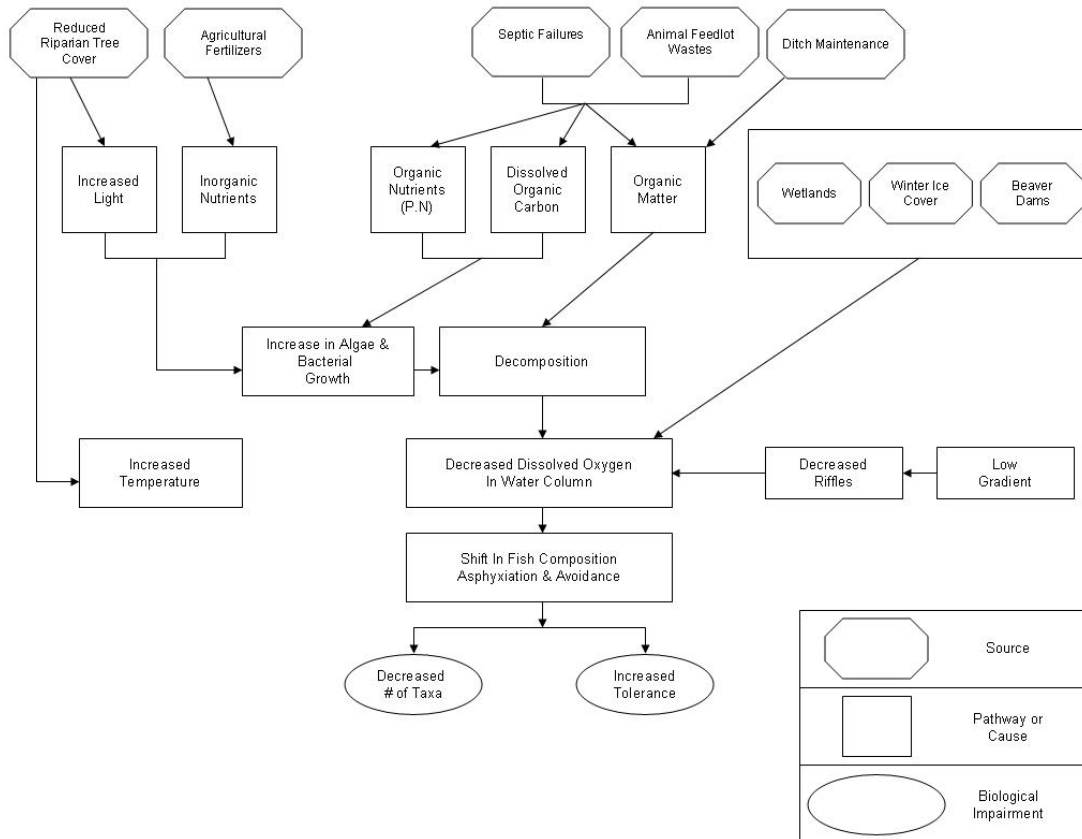 Reduced
Riparian Tree
Cover
Agricultural
Fertilizers
Septic Failures
Animal Feedlot
Wastes
Ditch Maintenance
Increased
Light
Inorganic
Nutrients
Organic
Nutrients
(P.N)
Dissolved
Organic
Carbon
Organic
Matter
Wetlands
Winter Ice
Cover
Beaver
Dams
Increase in Algae &
Bacterial
Growth
Decomposition
Increased
Temperature
Decreased Dissolved Oxygen
In Water Column
Decreased
Riffles
Low
Gradient
Shift In Fish Composition
Asphyxiation & Avoidance
Decreased
# of Taxa
Increased
Tolerance
Source
Pathway or
Cause
Biological
Impairment